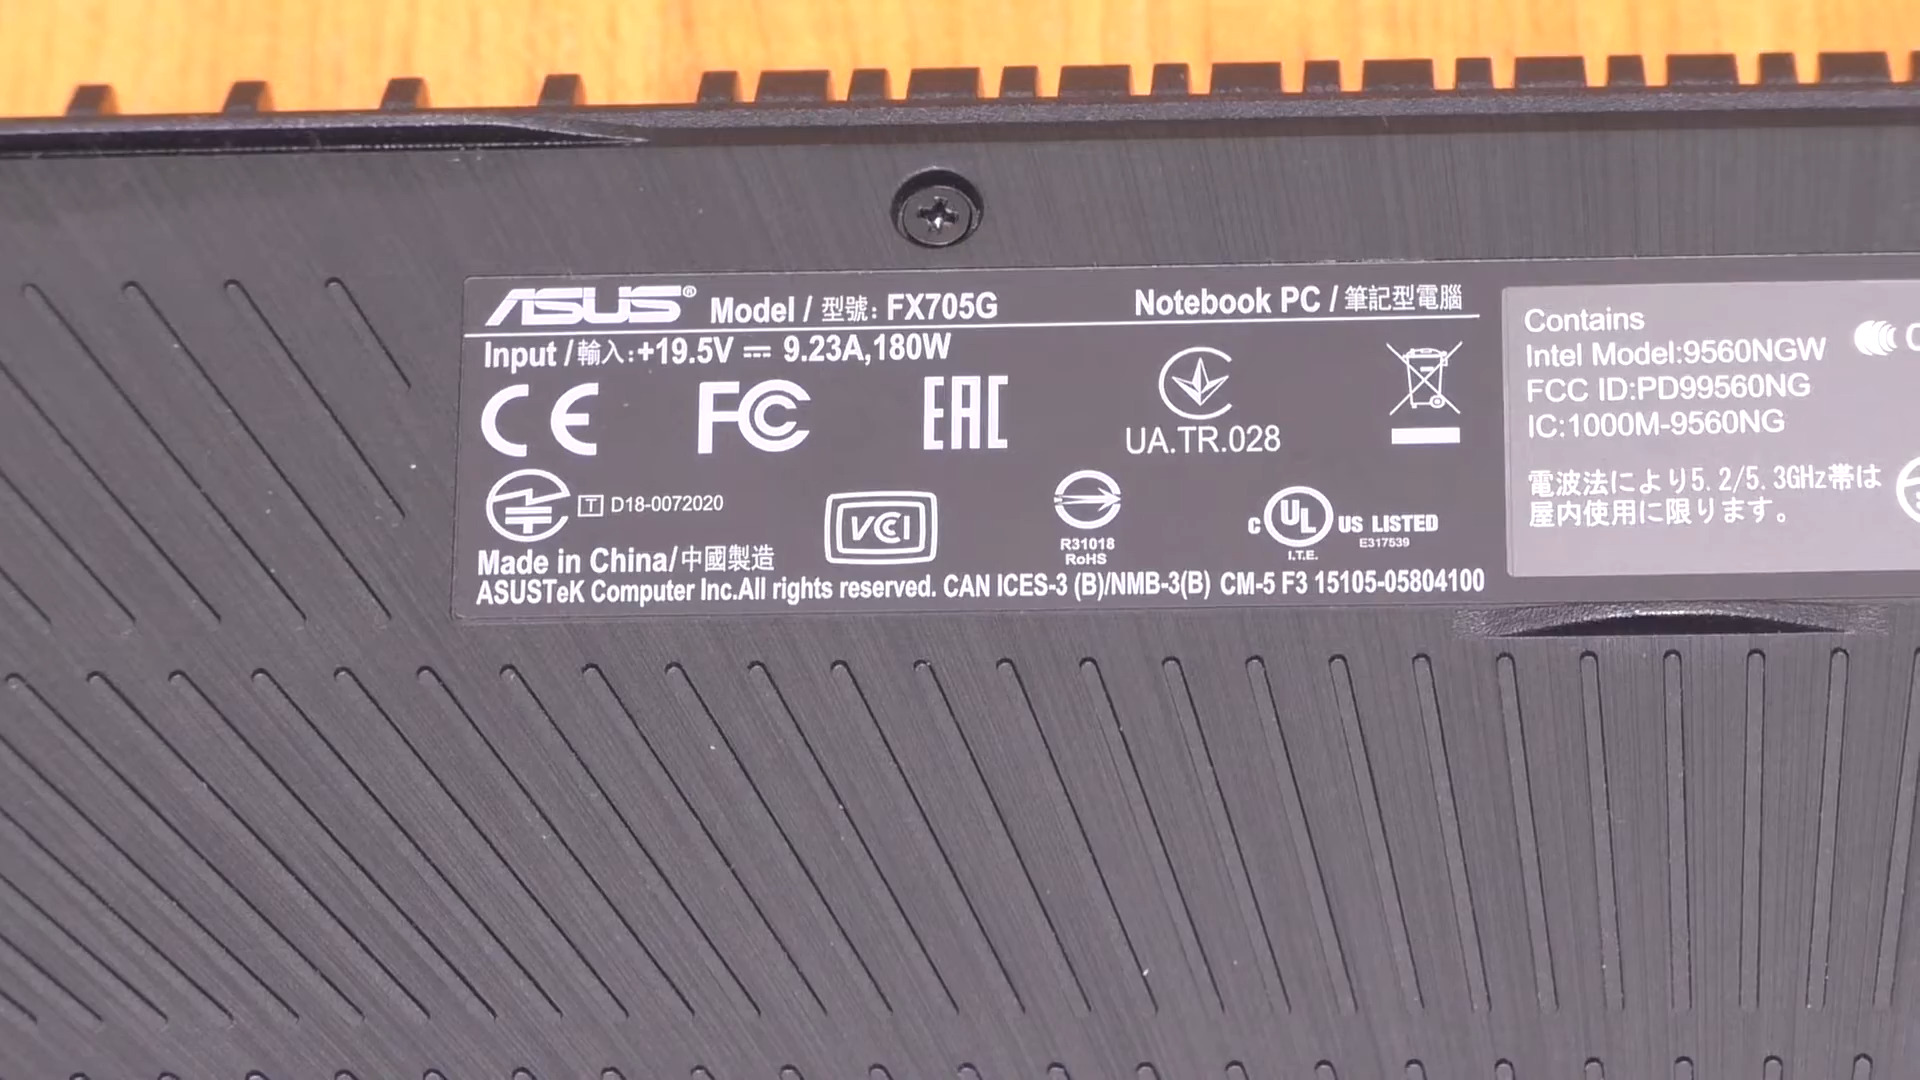 ASUS® Model / 型號: FX705G
Notebook PC / 筆記型電腦
Input / 輸入: +19.5V ⎓ 9.23A,180W
CE FC EAC
UA.TR.028
T D18-0072020
VCCI
R31018
RoHS
C UL US LISTED
I.T.E.
E317539
Made in China/中國製造
ASUSTeK Computer Inc.All rights reserved. CAN ICES-3 (B)/NMB-3(B) CM-5 F3 15105-05804100
Contains
Intel Model:9560NGW
FCC ID:PD99560NG
IC:1000M-9560NG
電波法により5.2/5.3GHz帯は
屋内使用に限ります。